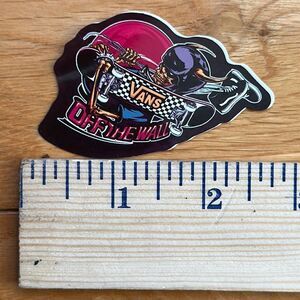 VANS
OFF THE WALL
1
2